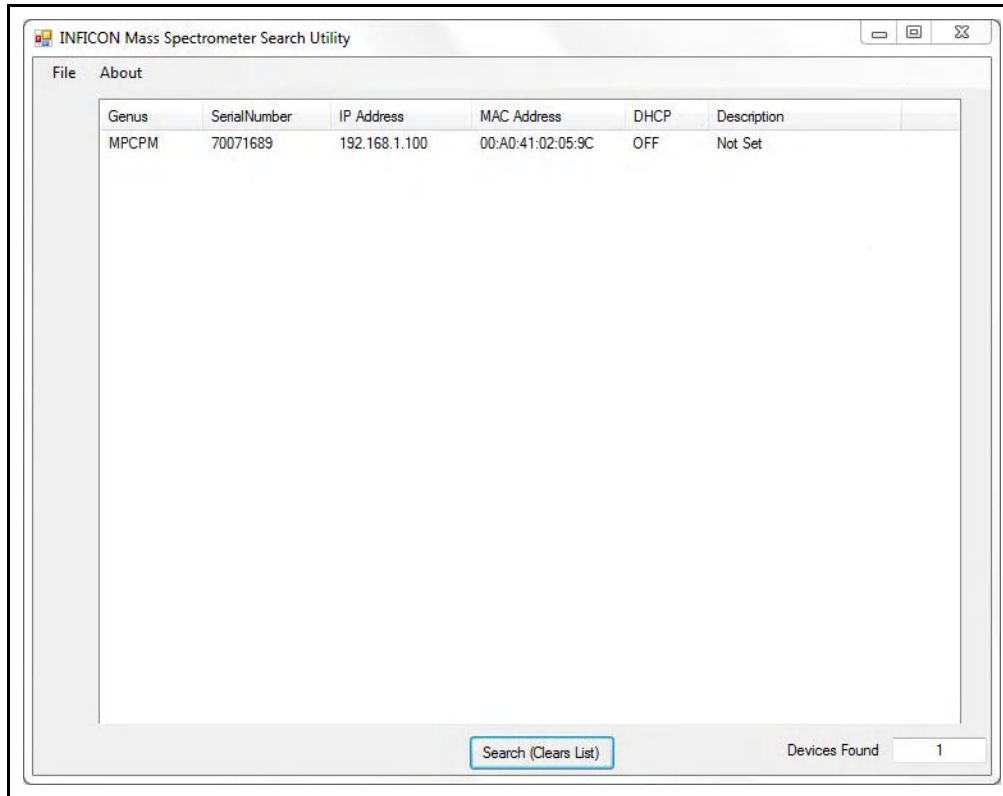 INFICON Mass Spectrometer Search Utility
File About
Genus SerialNumber IP Address MAC Address DHCP Description
MPCPM 70071689 192.168.1.100 00:A0:41:02:05:9C OFF Not Set
Search (Clears List) Devices Found 1